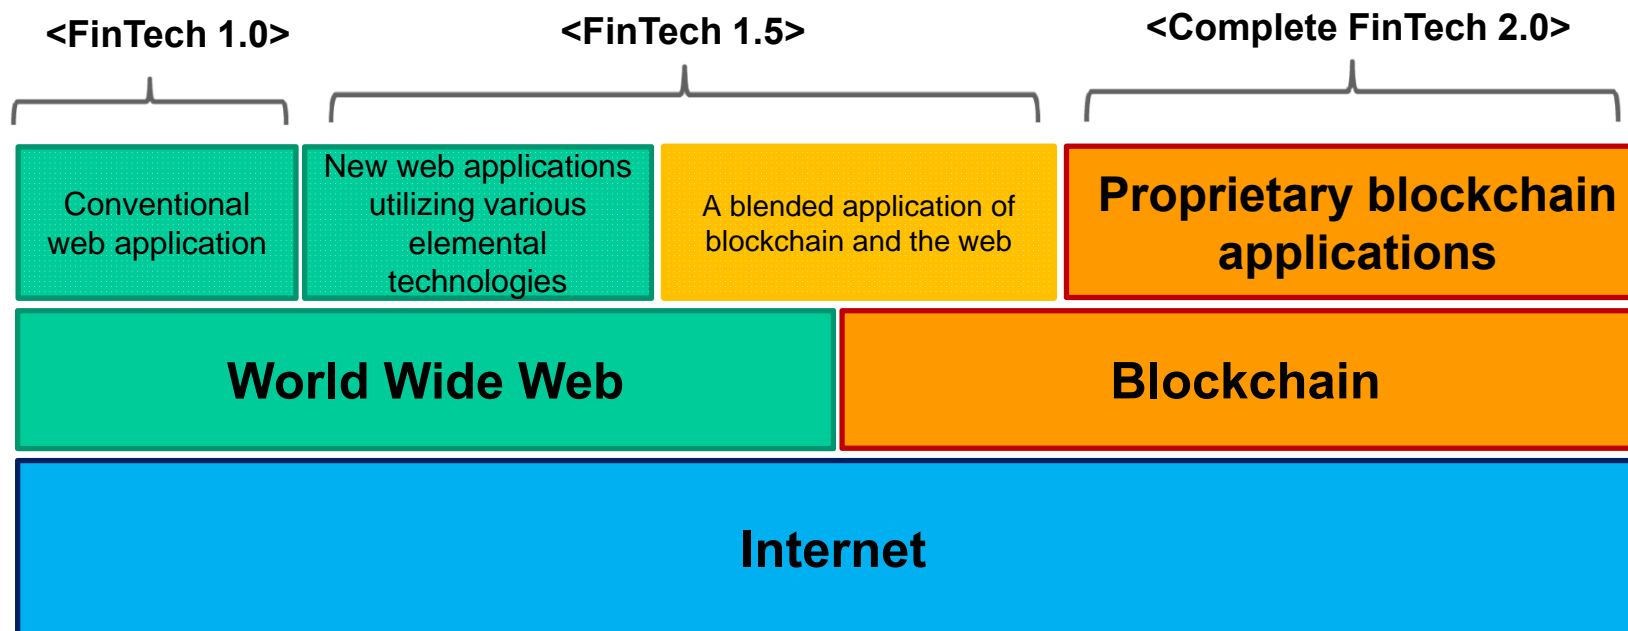 <FinTech 1.0>
<FinTech 1.5>
<Complete FinTech 2.0>
Conventional
web application
New web applications
utilizing various
elemental
technologies
A blended application of
blockchain and the web
Proprietary blockchain
applications
World Wide Web
Blockchain
Internet